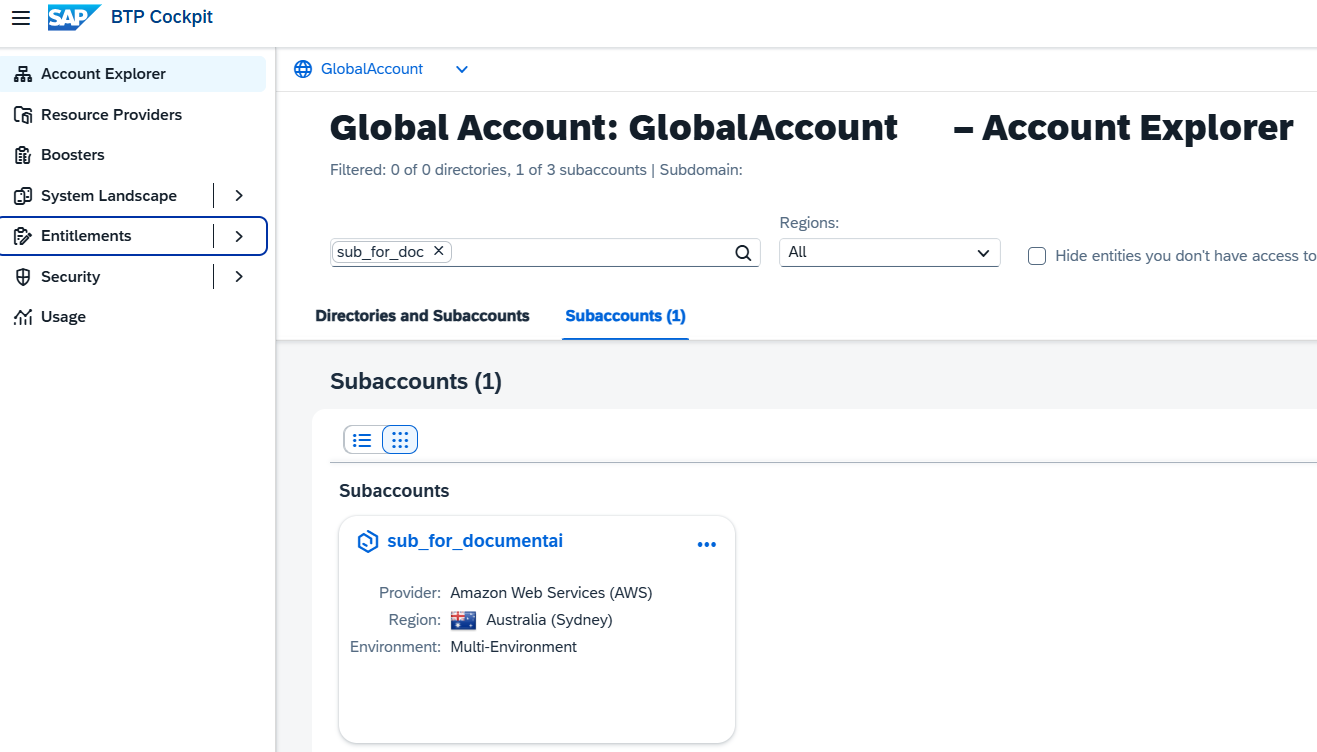 SAP BTP Cockpit
Account Explorer
Resource Providers
Boosters
System Landscape
Entitlements
Security
Usage
GlobalAccount
Global Account: GlobalAccount – Account Explorer
Filtered: 0 of 0 directories, 1 of 3 subaccounts | Subdomain:
Regions:
sub_for_doc
All
Hide entities you don't have access to
Directories and Subaccounts
Subaccounts (1)
Subaccounts (1)
Subaccounts
sub_for_documentai
Provider: Amazon Web Services (AWS)
Region: Australia (Sydney)
Environment: Multi-Environment